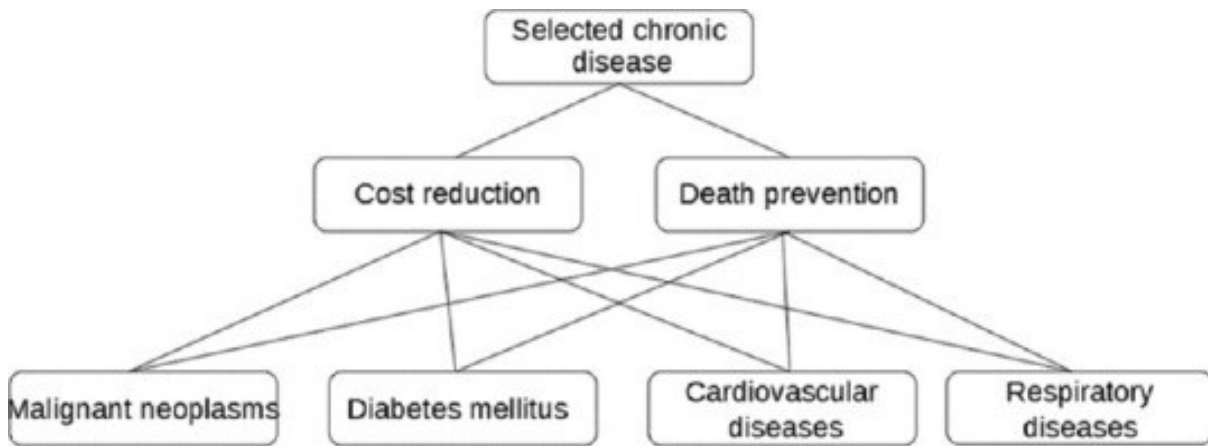 Selected chronic
disease
Cost reduction
Death prevention
Malignant neoplasms
Diabetes mellitus
Cardiovascular
diseases
Respiratory
diseases